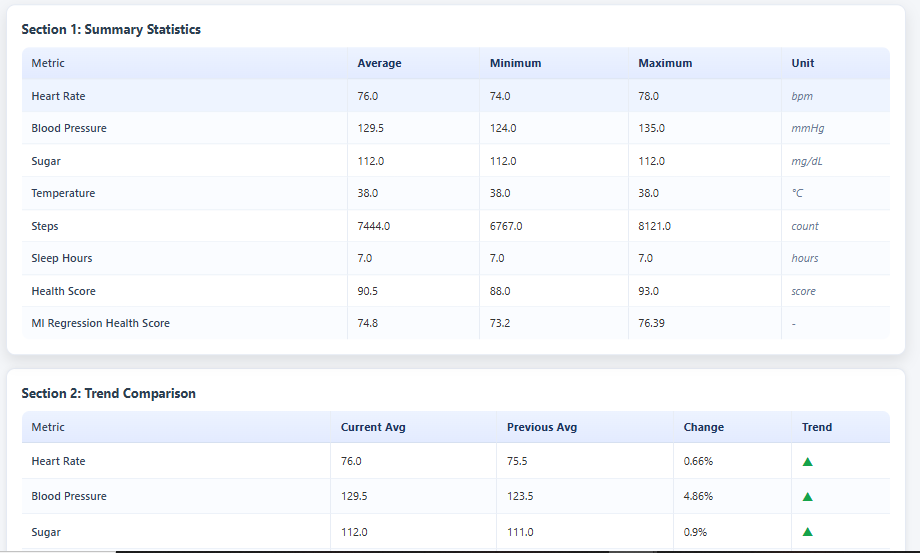 Section 1: Summary Statistics
Metric Average Minimum Maximum Unit
Heart Rate 76.0 74.0 78.0 bpm
Blood Pressure 129.5 124.0 135.0 mmHg
Sugar 112.0 112.0 112.0 mg/dL
Temperature 38.0 38.0 38.0 °C
Steps 7444.0 6767.0 8121.0 count
Sleep Hours 7.0 7.0 7.0 hours
Health Score 90.5 88.0 93.0 score
Ml Regression Health Score 74.8 73.2 76.39 -
Section 2: Trend Comparison
Metric Current Avg Previous Avg Change Trend
Heart Rate 76.0 75.5 0.66% ▲
Blood Pressure 129.5 123.5 4.86% ▲
Sugar 112.0 111.0 0.9% ▲